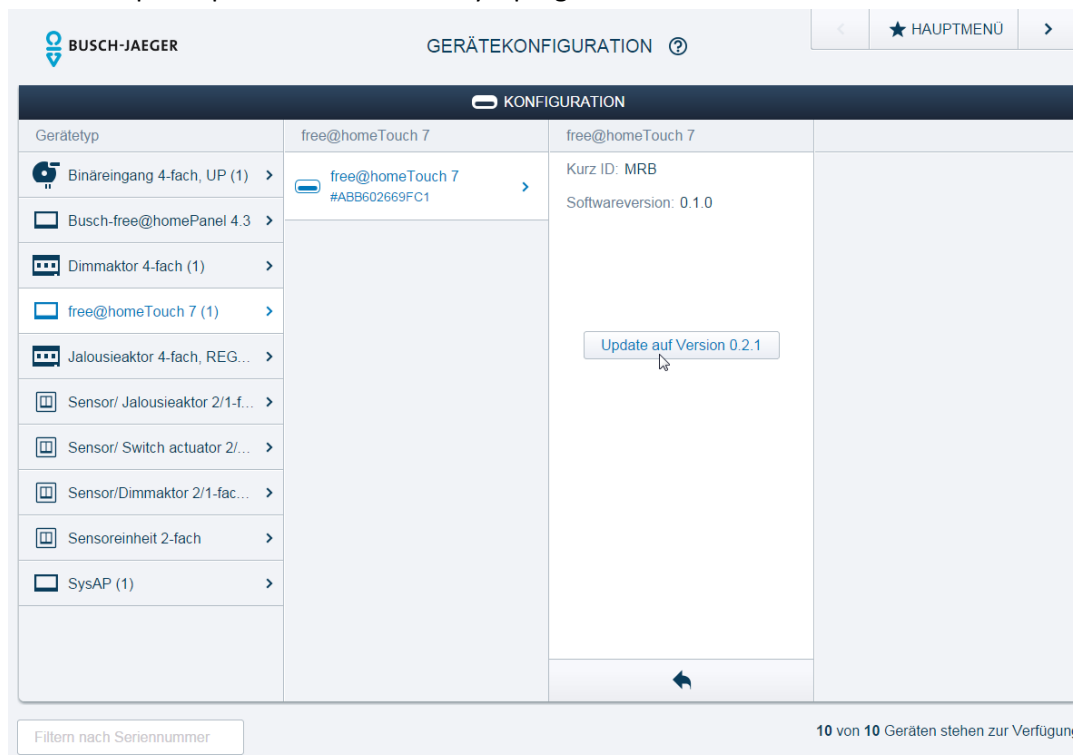 BUSCH-JAEGER
GERÄTEKONFIGURATION ?
HAUPTMENÜ
KONFIGURATION
Gerätetyp
free@homeTouch 7
free@homeTouch 7
Binäreingang 4-fach, UP (1)
Busch-free@homePanel 4.3
Dimmaktor 4-fach (1)
free@homeTouch 7 (1)
Jalousieaktor 4-fach, REG...
Sensor/ Jalousieaktor 2/1-f...
Sensor/ Switch actuator 2/...
Sensor/Dimmaktor 2/1-fac...
Sensoreinheit 2-fach
SysAP (1)
free@homeTouch 7
#ABB602669FC1
Kurz ID: MRB
Softwareversion: 0.1.0
Update auf Version 0.2.1
Filtern nach Seriennummer
10 von 10 Geräten stehen zur Verfügung